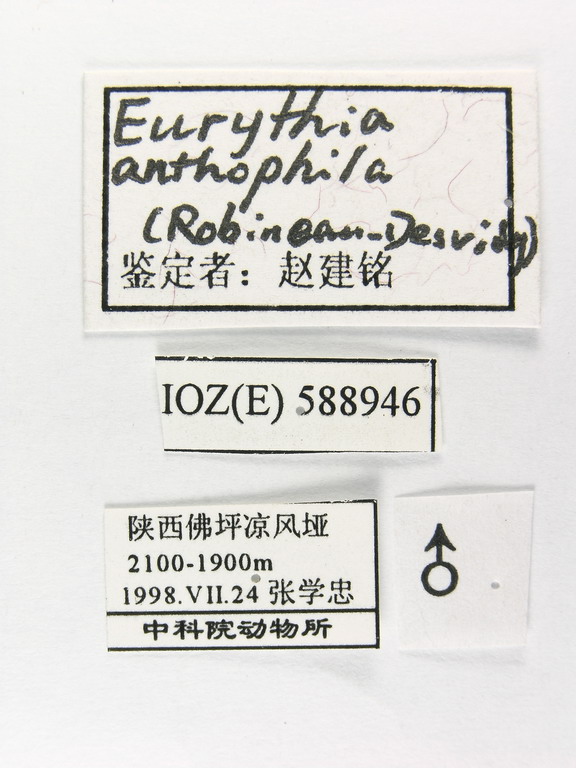 Eurythia
anthophila
(Robineau-Desvidy)
鉴定者：赵建铭
IOZ(E) 588946
陕西佛坪凉风垭
2100-1900m
1998.VII.24 张学忠
中科院动物所
♂